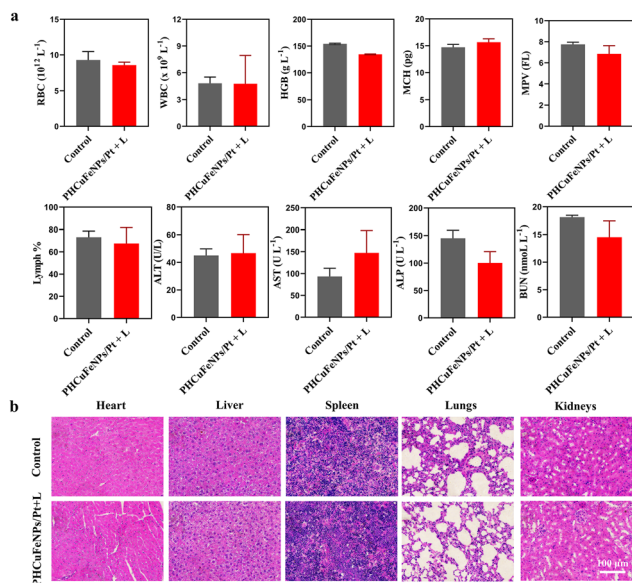 a
RBC (10¹² L⁻¹)
15
10
5
0
Control
PHCuFeNPs/Pt + L
WBC (x 10⁹ L⁻¹)
12
9
6
3
0
Control
PHCuFeNPs/Pt + L
HGB (g L⁻¹)
200
150
100
50
0
Control
PHCuFeNPs/Pt + L
MCH (pg)
20
15
10
5
0
Control
PHCuFeNPs/Pt + L
MPV (FL)
10
8
6
4
2
0
Control
PHCuFeNPs/Pt + L
Lymph %
100
80
60
40
20
0
Control
PHCuFeNPs/Pt + L
ALT (U/L)
80
60
40
20
0
Control
PHCuFeNPs/Pt + L
AST (U L⁻¹)
250
200
150
100
50
0
Control
PHCuFeNPs/Pt + L
ALP (U L⁻¹)
200
150
100
50
0
Control
PHCuFeNPs/Pt + L
BUN (nmoL L⁻¹)
20
15
10
5
0
Control
PHCuFeNPs/Pt + L
b
Heart
Liver
Spleen
Lungs
Kidneys
Control
PHCuFeNPs/Pt+L
100 μm